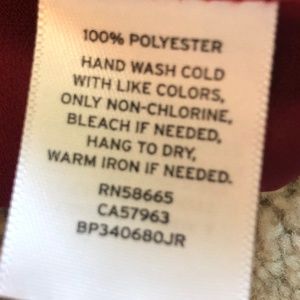 100% POLYESTER
HAND WASH COLD
WITH LIKE COLORS,
ONLY NON-CHLORINE,
BLEACH IF NEEDED,
HANG TO DRY,
WARM IRON IF NEEDED.
RN58665
CA57963
BP340680JR